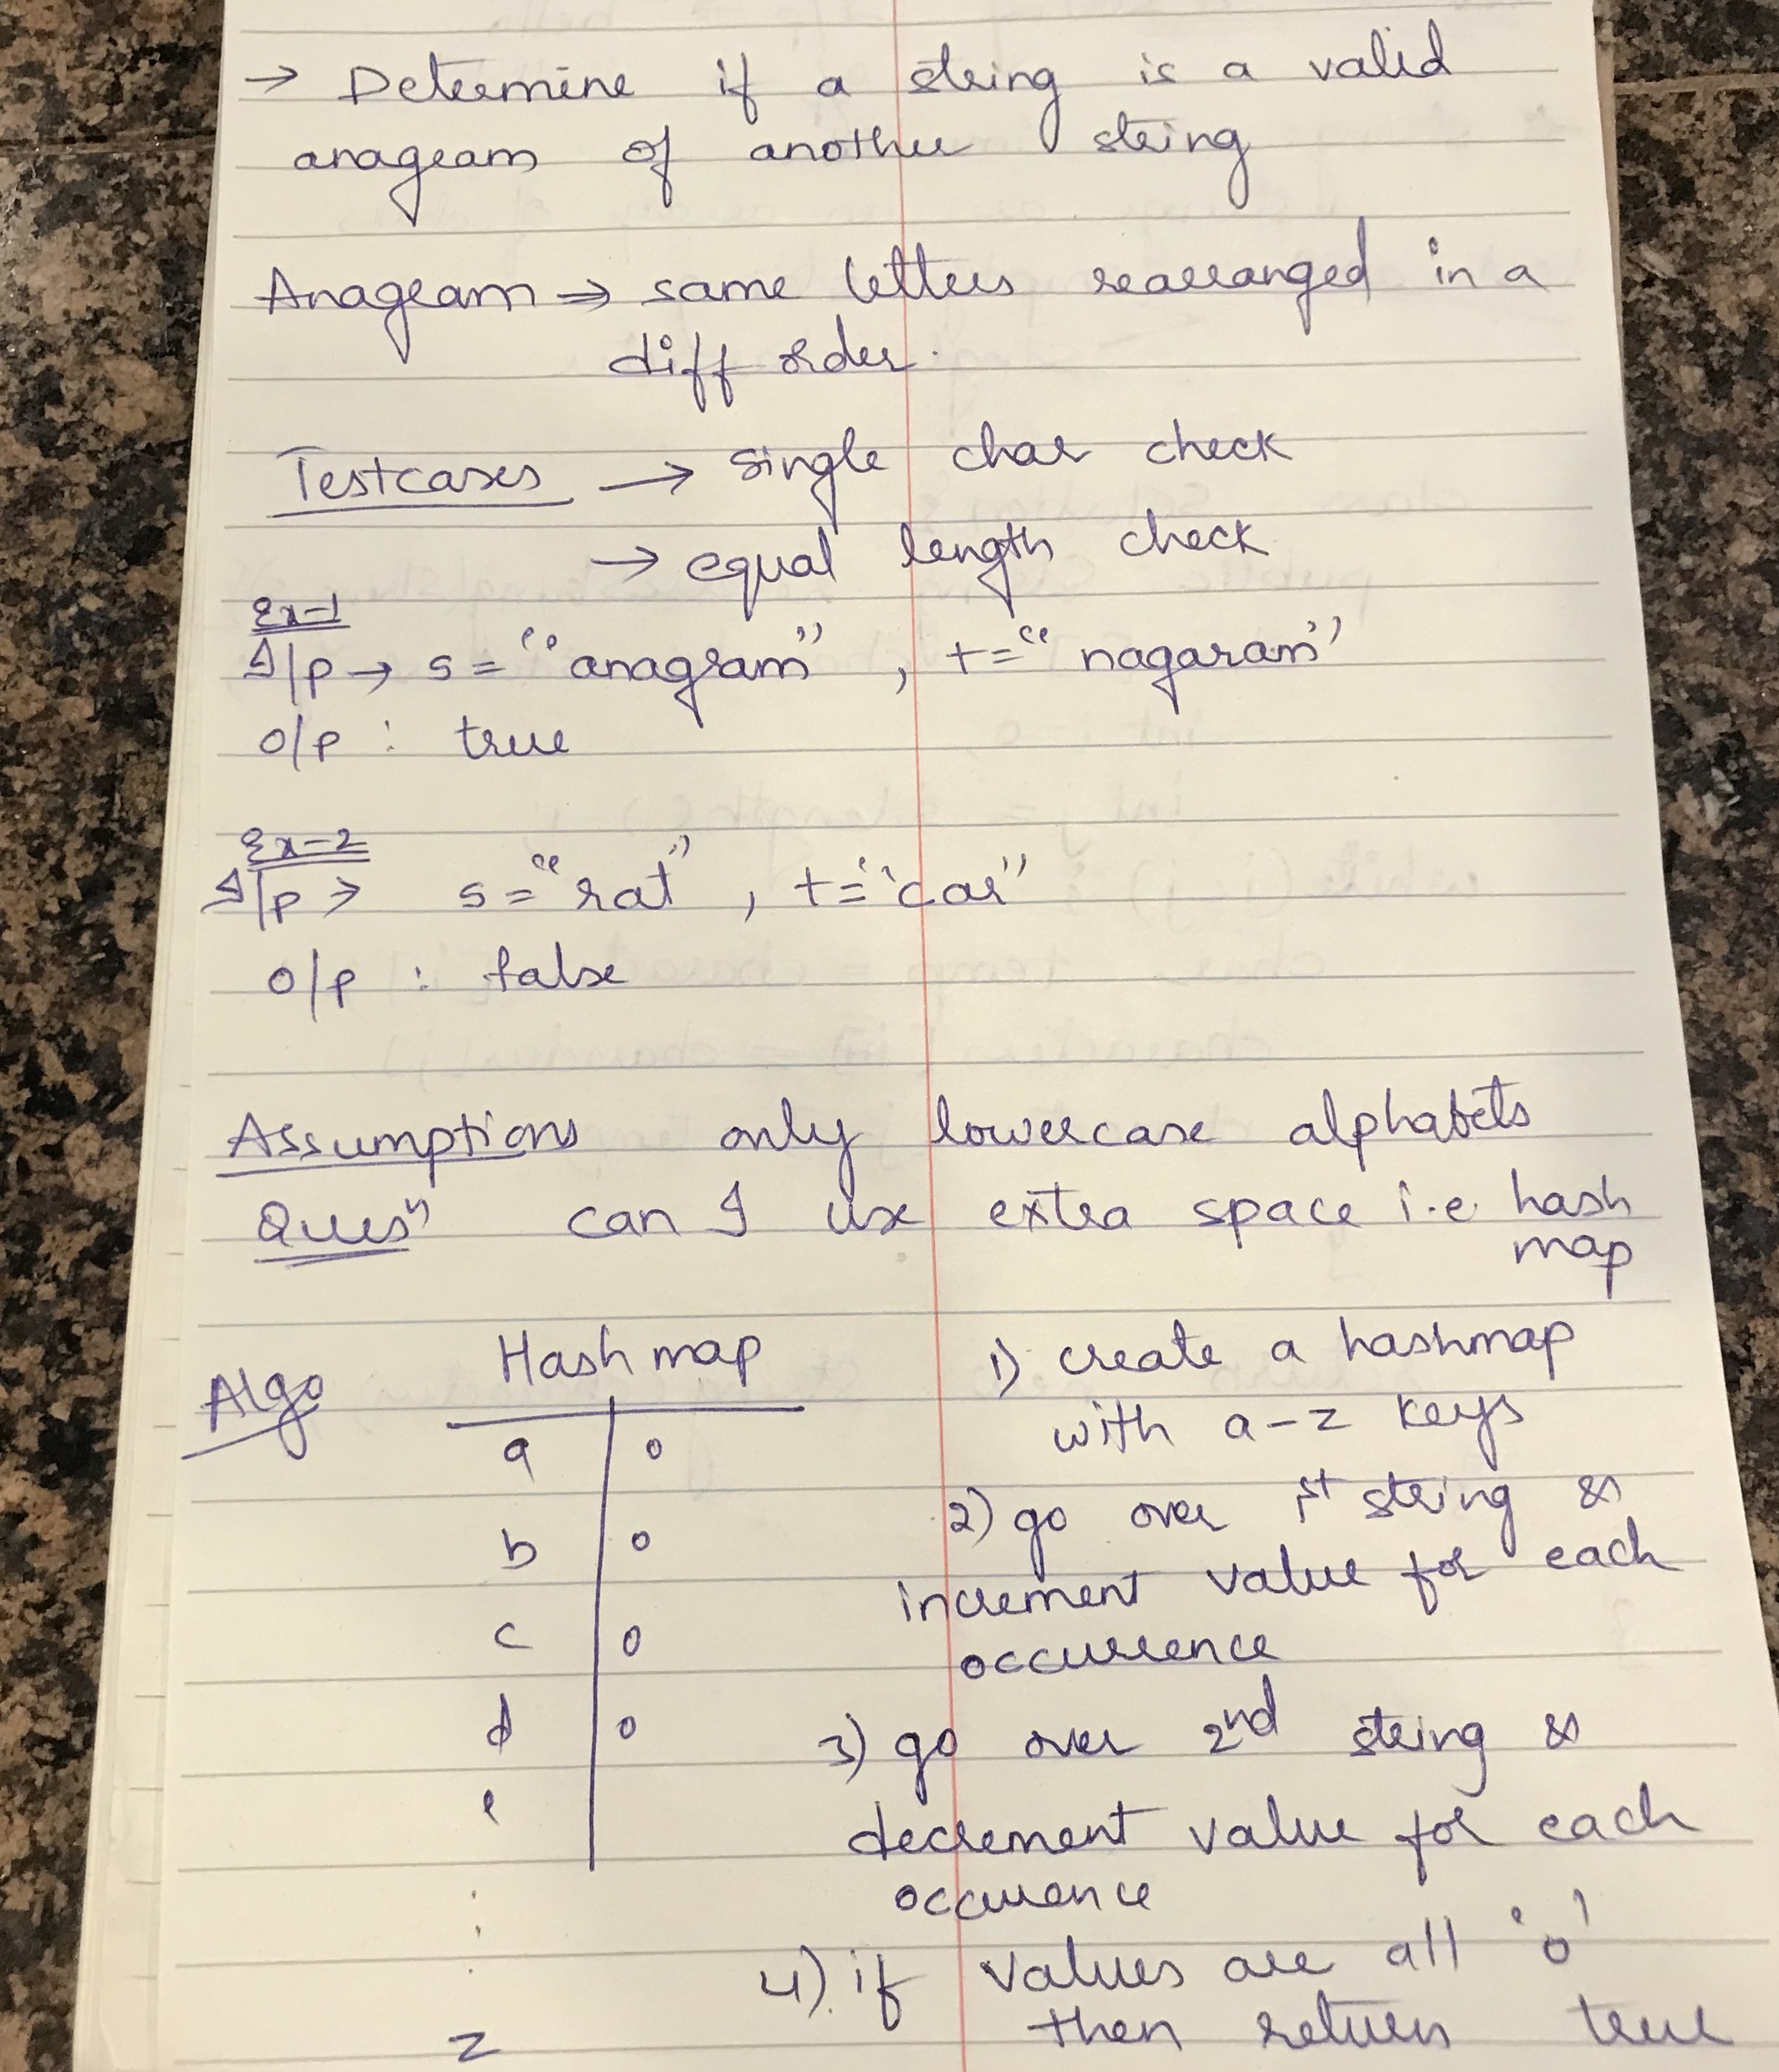 → Determine if a string is a valid
anagram of another string
Anagram ⇒ same letters rearranged in a
diff order.
Testcases → single char check
→ equal length check
Ex-1
I/p → s = "anagram" , t = "nagaram"
o/p : true
Ex-2
I/p → s = "rat" , t = "car"
o/p : false
Assumptions only lowercase alphabets
Quesⁿ can I use extra space i.e. hash
map
Algo
Hashmap
a 0
b 0
c 0
d 0
e
:
.
z
1) create a hashmap
with a-z keys
2) go over 1st string &
increment value for each
occurrence
3) go over 2nd string &
decrement value for each
occurence
4) if values are all '0'
then return true